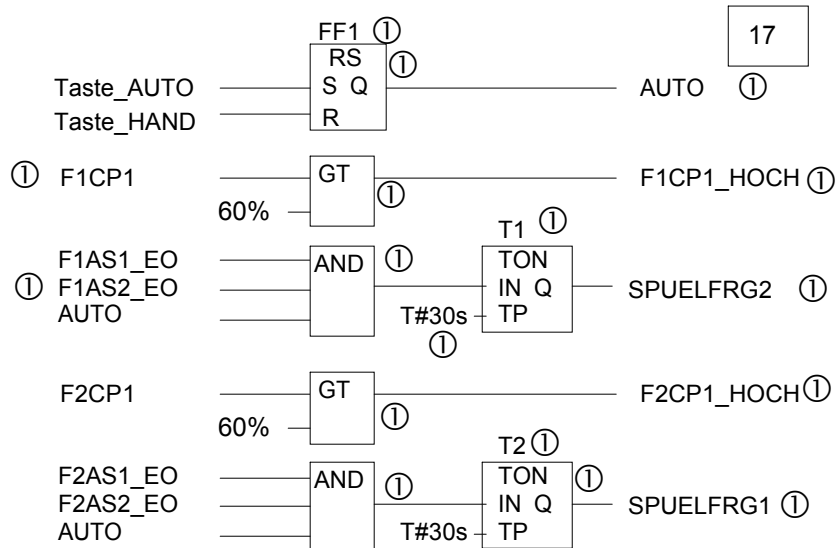 FF1 ①
17
RS ①
Taste_AUTO S Q AUTO ①
Taste_HAND R
① F1CP1 GT ① F1CP1_HOCH ①
60%
T1 ①
F1AS1_EO AND ① TON
① F1AS2_EO IN Q SPUELFRG2 ①
AUTO T#30s TP
①
F2CP1 GT F2CP1_HOCH ①
60% ①
T2 ①
F2AS1_EO AND ① TON ①
F2AS2_EO IN Q SPUELFRG1 ①
AUTO T#30s TP